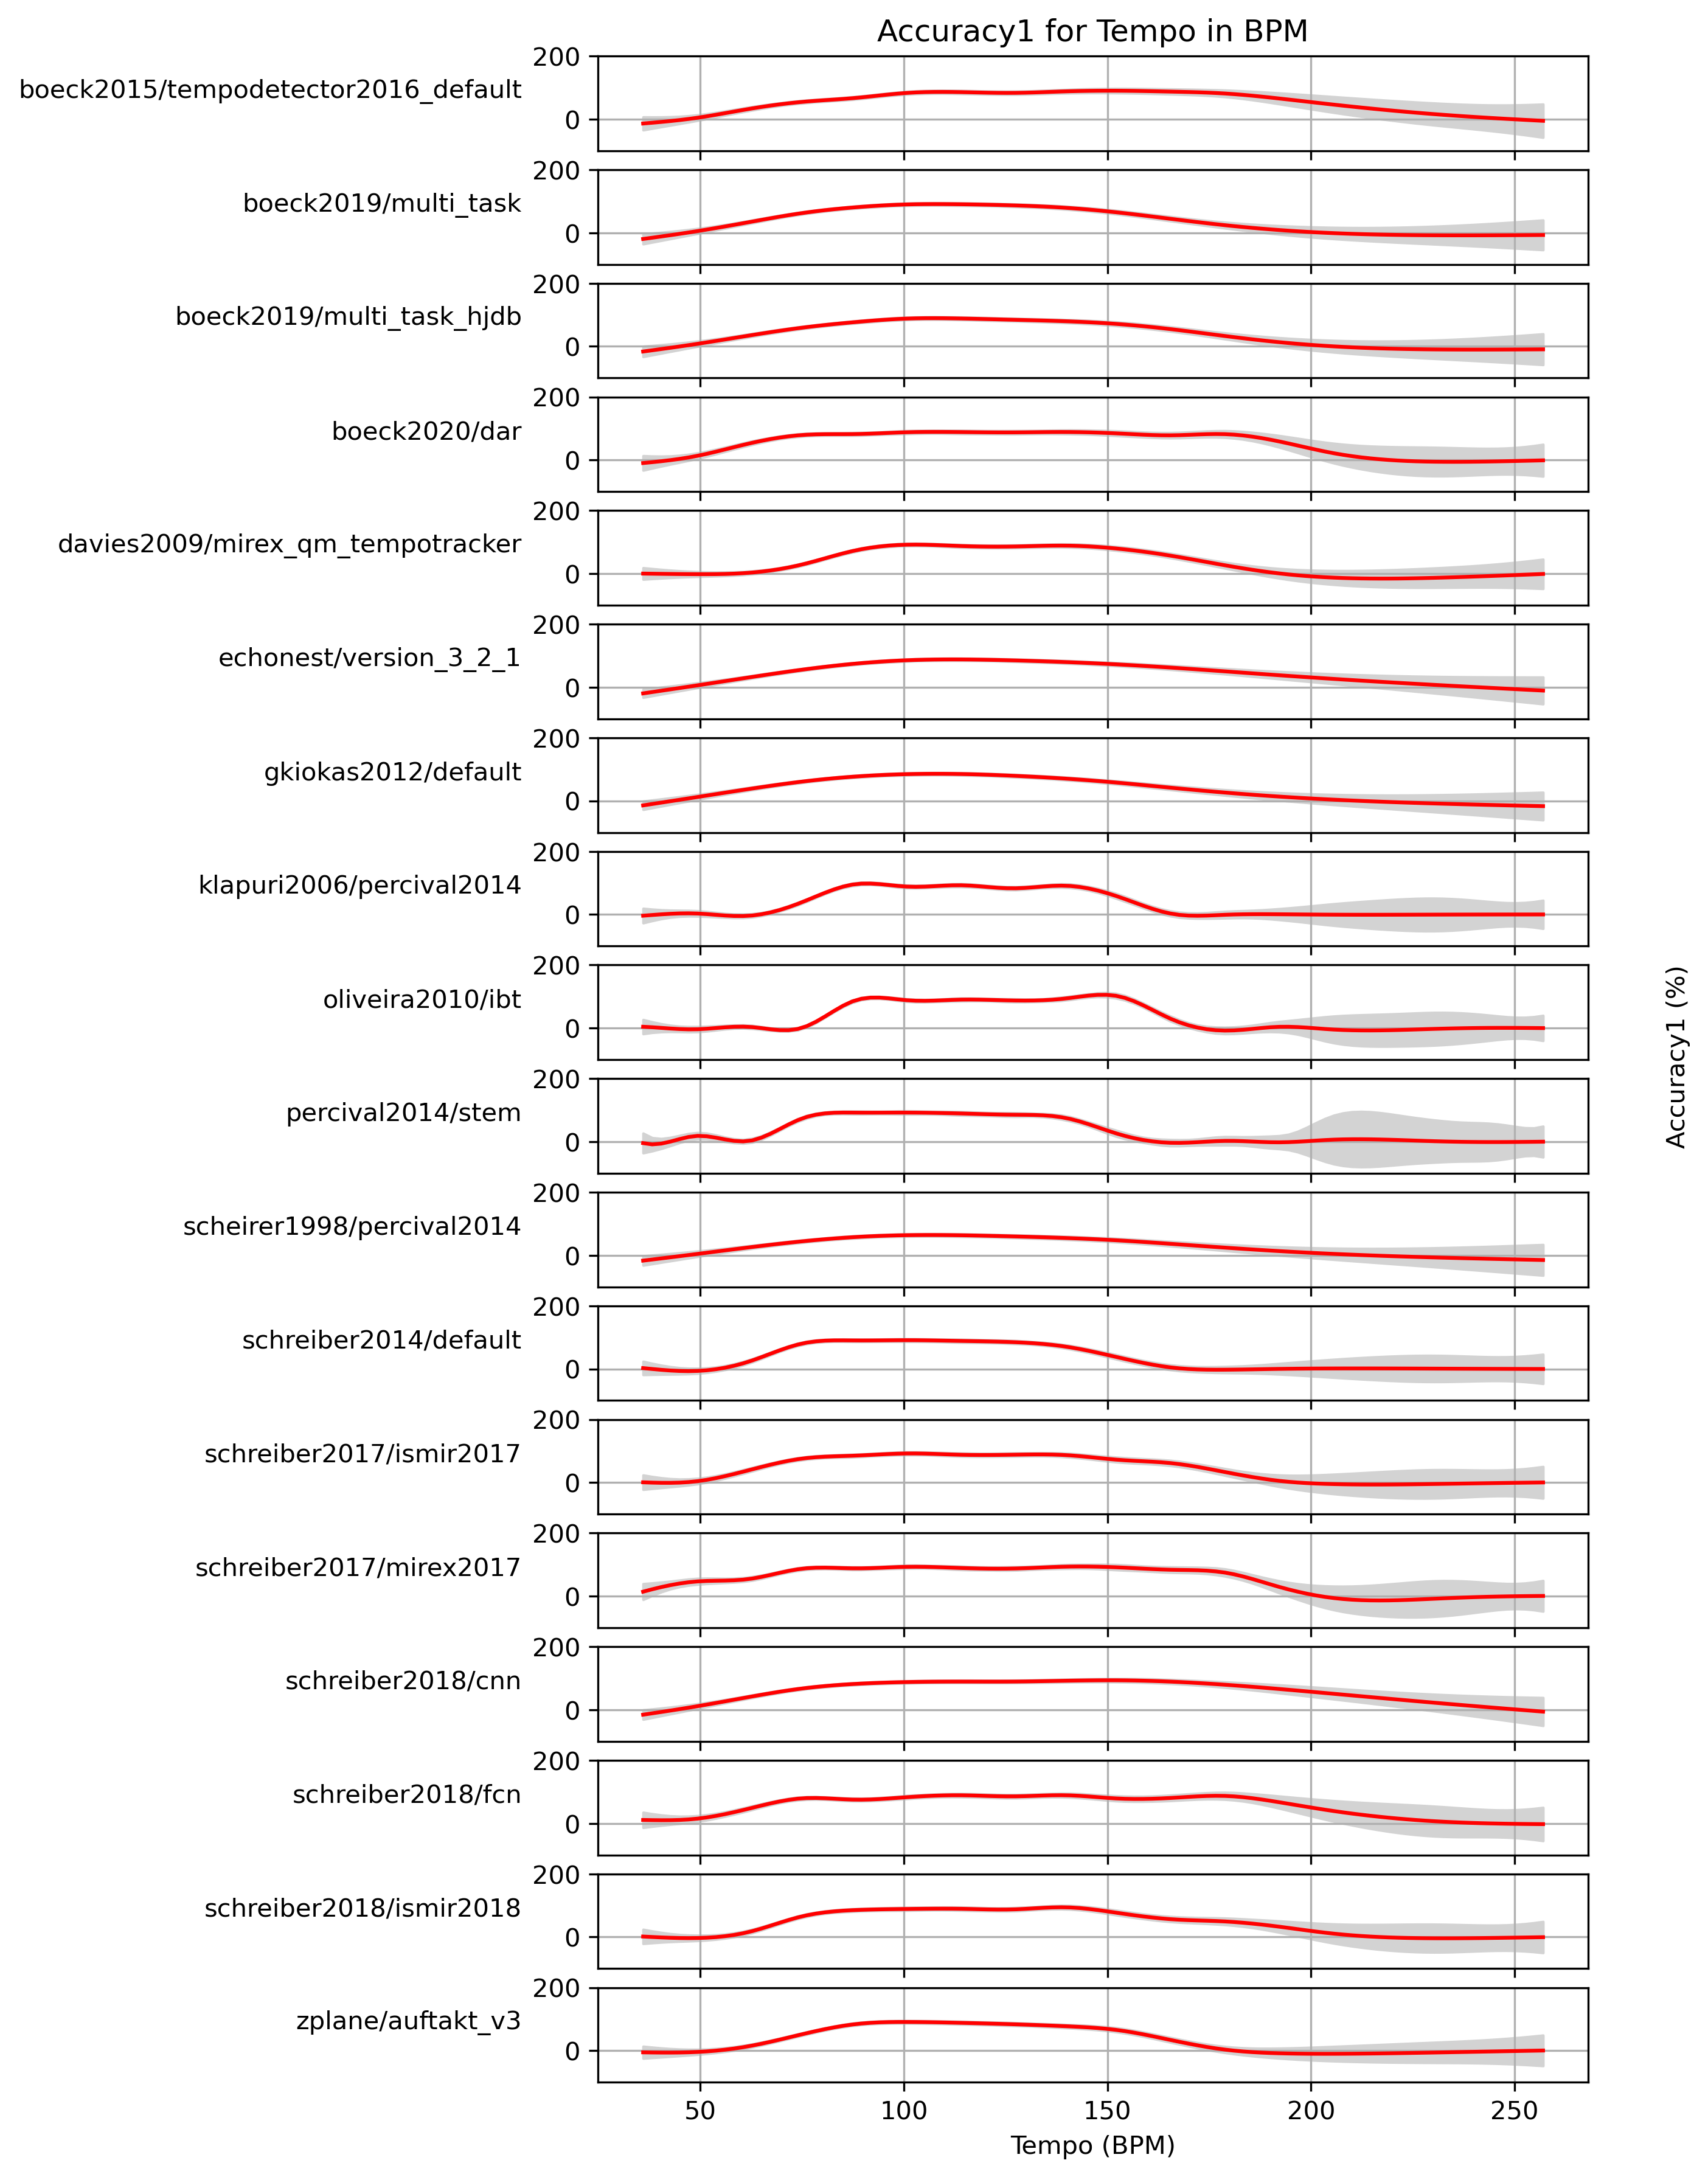 Accuracy1 for Tempo in BPM
200
boeck2015/tempodetector2016_default
0
200
boeck2019/multi_task
0
200
boeck2019/multi_task_hjdb
0
200
boeck2020/dar
0
200
davies2009/mirex_qm_tempotracker
0
200
echonest/version_3_2_1
0
200
gkiokas2012/default
0
200
klapuri2006/percival2014
0
200
oliveira2010/ibt
0
200
percival2014/stem
0
200
scheirer1998/percival2014
0
200
schreiber2014/default
0
200
schreiber2017/ismir2017
0
200
schreiber2017/mirex2017
0
200
schreiber2018/cnn
0
200
schreiber2018/fcn
0
200
schreiber2018/ismir2018
0
200
zplane/auftakt_v3
0
50 100 150 200 250
Tempo (BPM)
Accuracy1 (%)